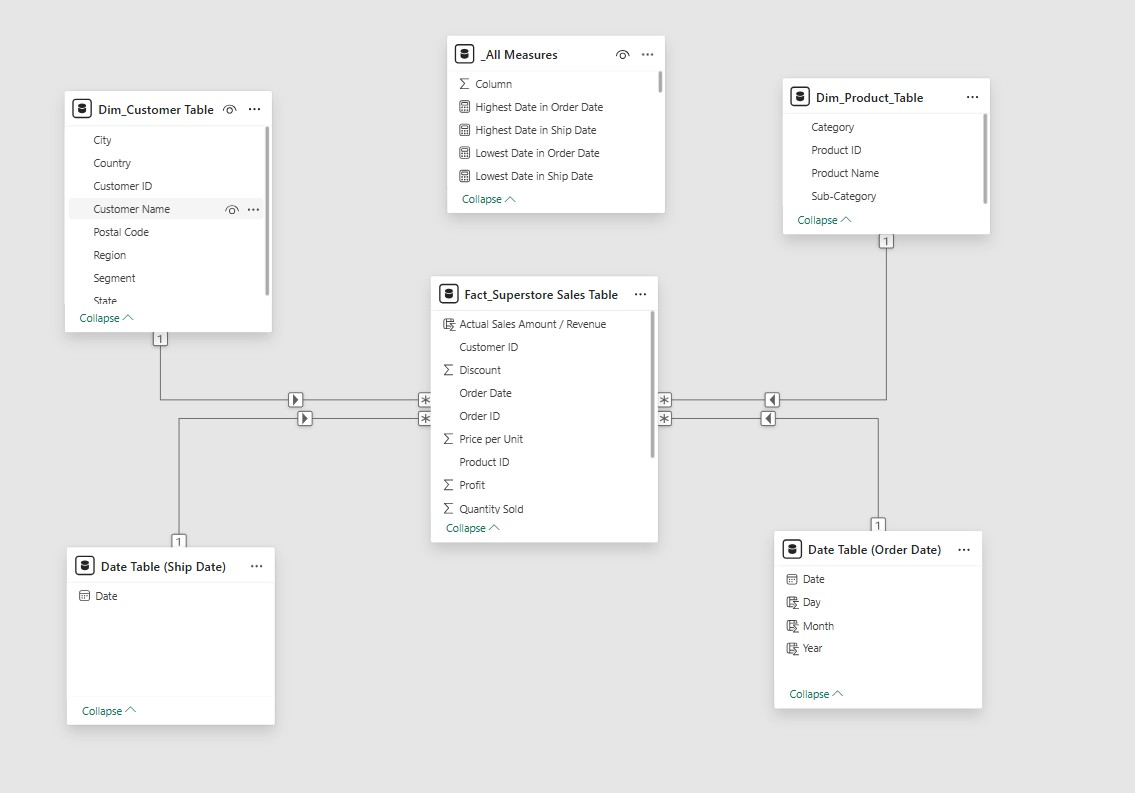 _All Measures
Column
Highest Date in Order Date
Highest Date in Ship Date
Lowest Date in Order Date
Lowest Date in Ship Date
Collapse
Dim_Customer Table
City
Country
Customer ID
Customer Name
Postal Code
Region
Segment
State
Collapse
1
Dim_Product_Table
Category
Product ID
Product Name
Sub-Category
Collapse
1
Fact_Superstore Sales Table
Actual Sales Amount / Revenue
Customer ID
Discount
Order Date
Order ID
Price per Unit
Product ID
Profit
Quantity Sold
Collapse
*
*
*
*
1
Date Table (Ship Date)
Date
Collapse
1
Date Table (Order Date)
Date
Day
Month
Year
Collapse